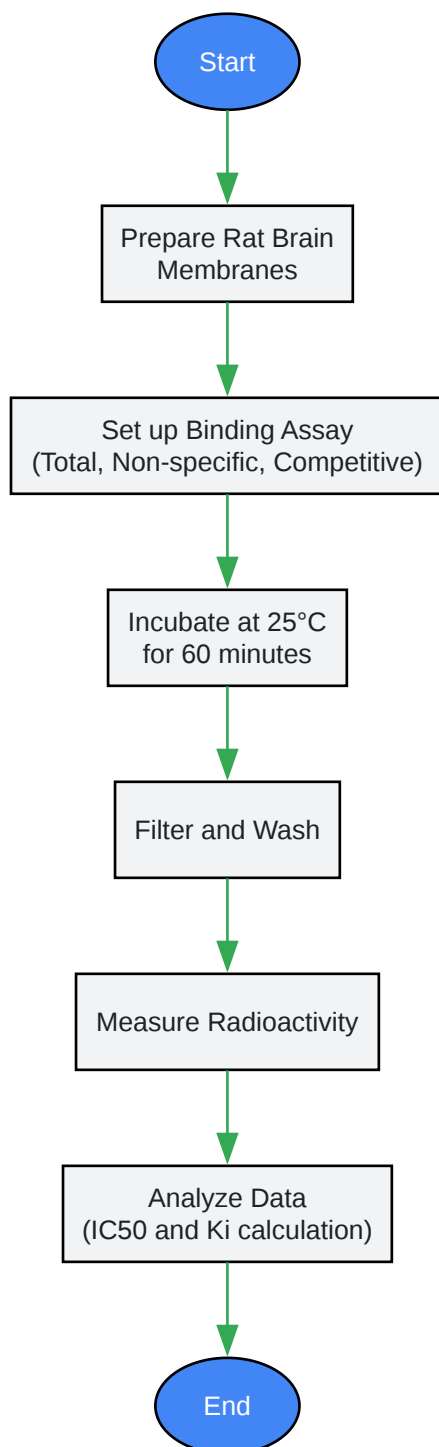 Start
Prepare Rat Brain
Membranes
Set up Binding Assay
(Total, Non-specific, Competitive)
Incubate at 25°C
for 60 minutes
Filter and Wash
Measure Radioactivity
Analyze Data
(IC50 and Ki calculation)
End